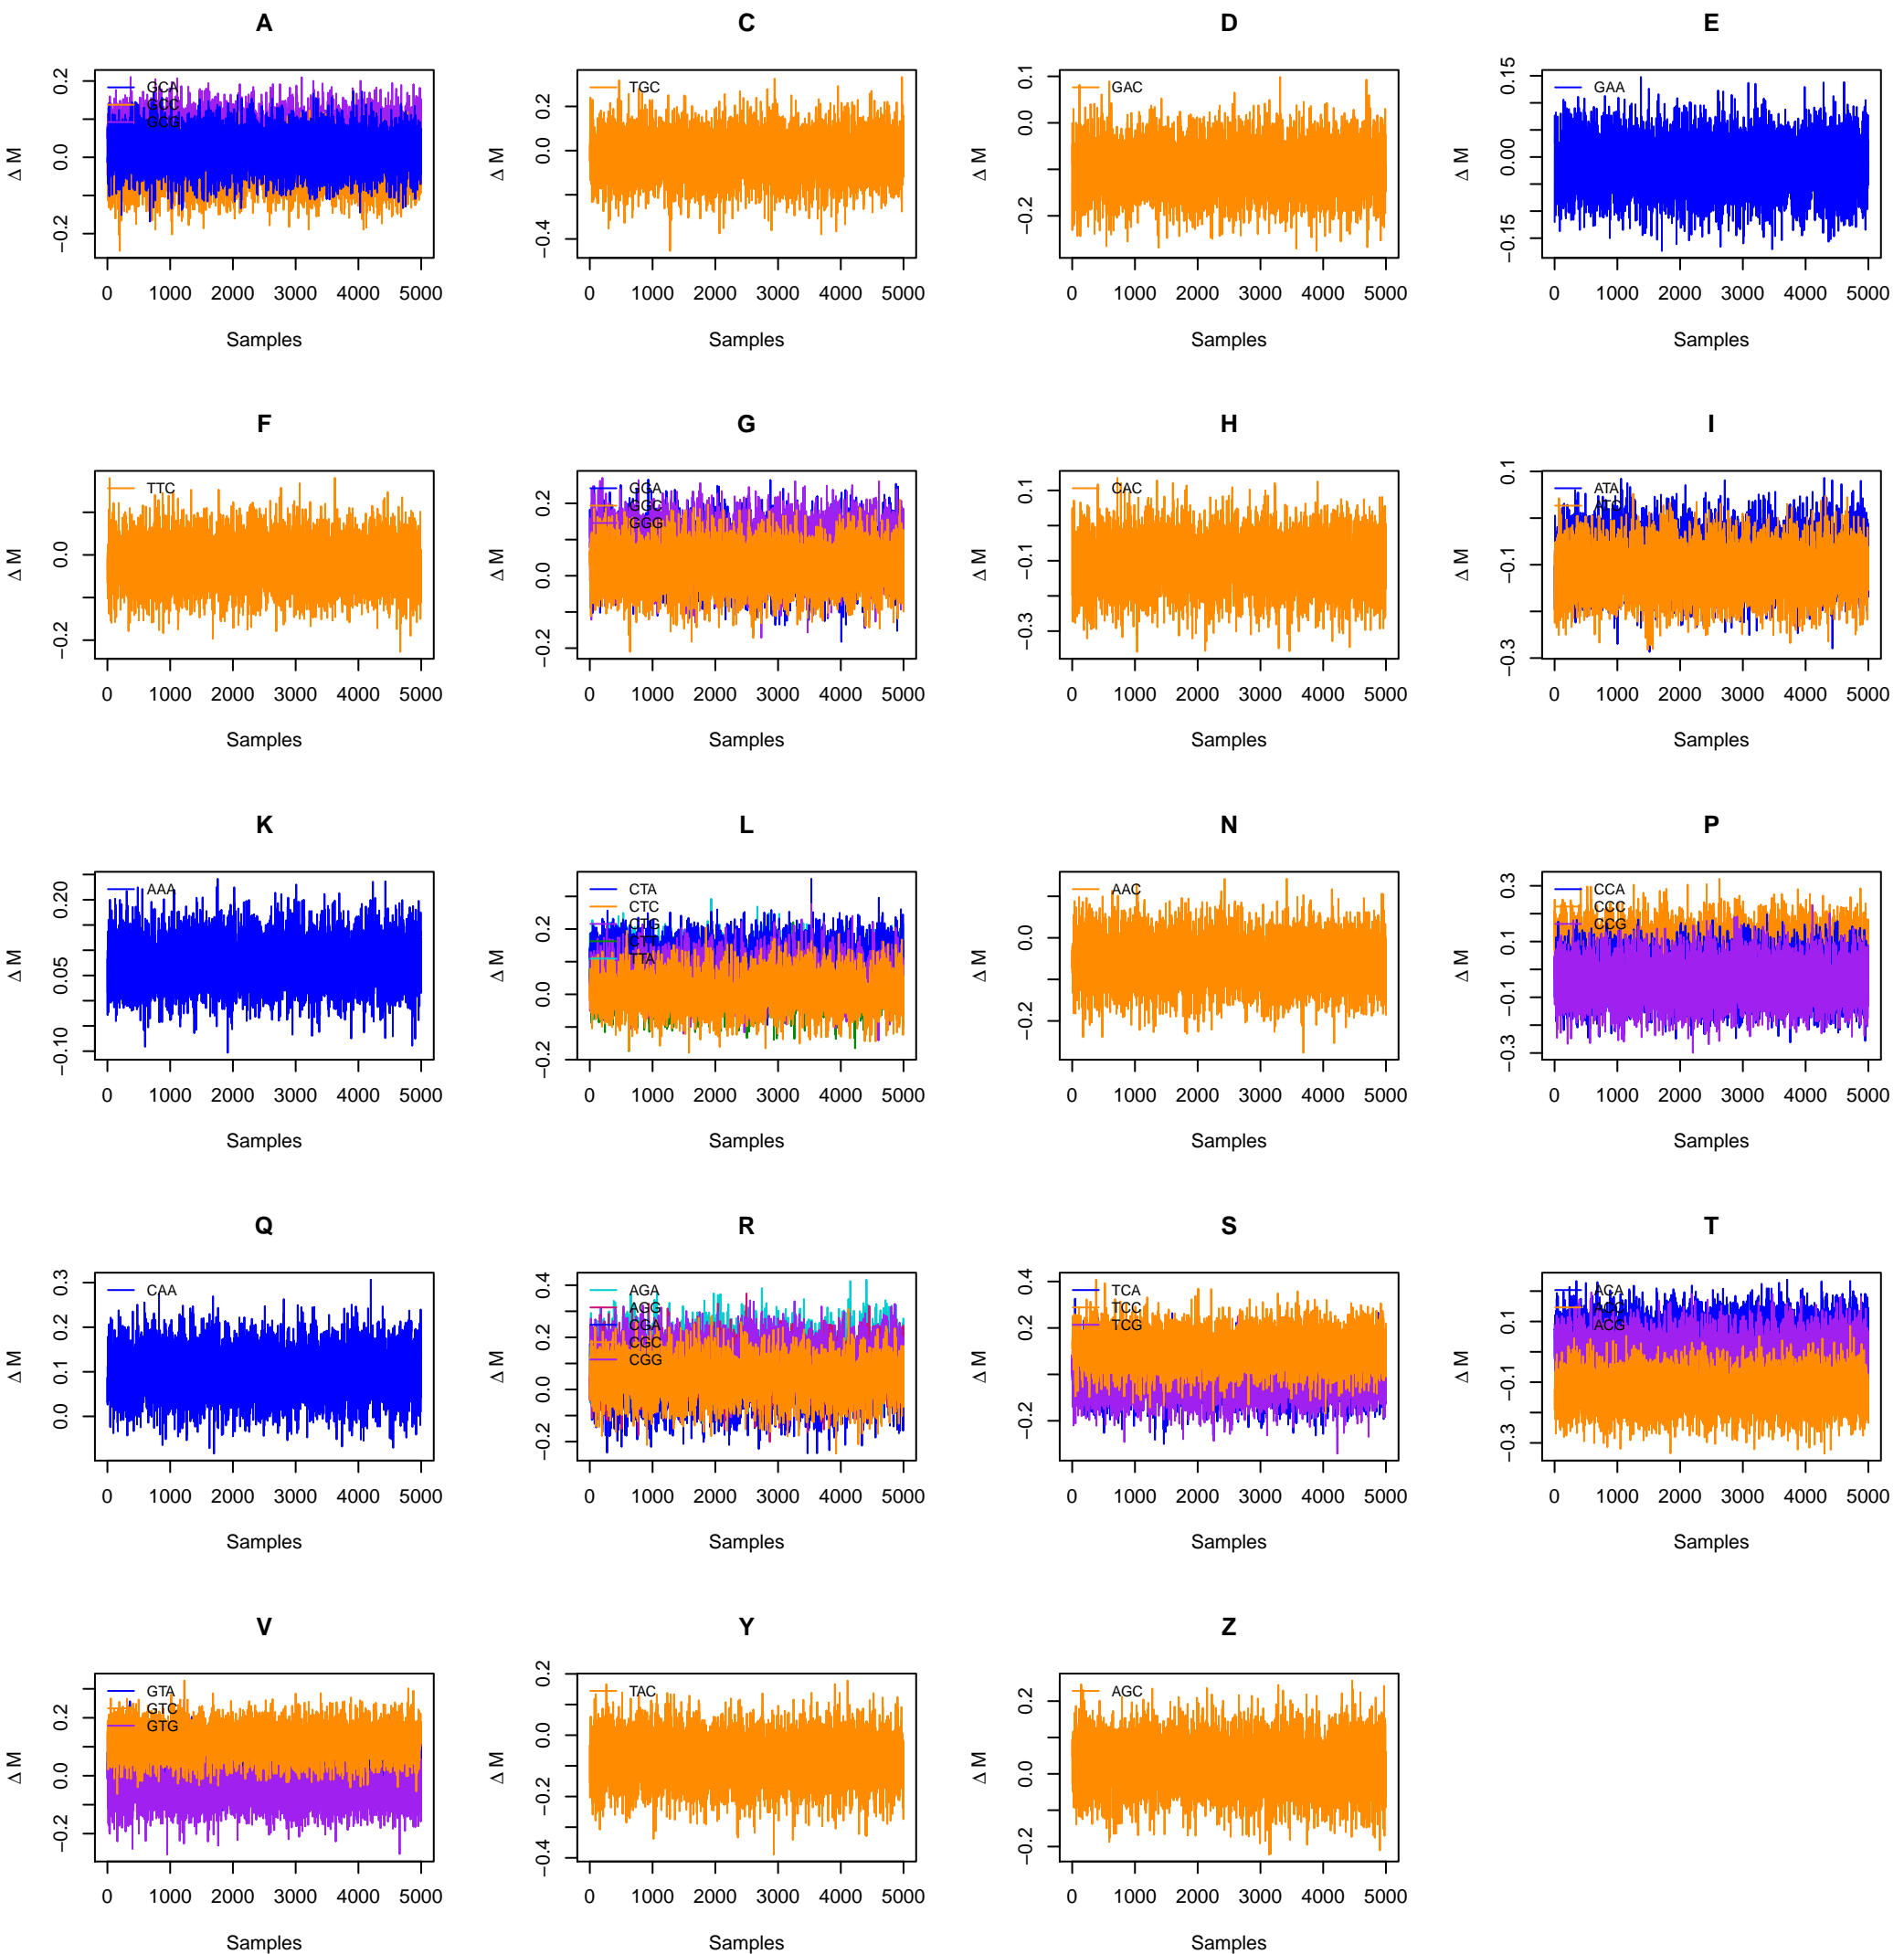 A
C
D
E
ΔM
0.2
0.0
−0.2
GCA
GCC
GCG
0 1000 2000 3000 4000 5000
Samples
ΔM
0.2
0.0
−0.4
TGC
0 1000 2000 3000 4000 5000
Samples
ΔM
0.1
0.0
−0.2
GAC
0 1000 2000 3000 4000 5000
Samples
ΔM
0.15
0.00
−0.15
GAA
0 1000 2000 3000 4000 5000
Samples
F
G
H
I
ΔM
0.0
−0.2
TTC
0 1000 2000 3000 4000 5000
Samples
ΔM
0.2
0.0
−0.2
GGA
GGC
GGG
0 1000 2000 3000 4000 5000
Samples
ΔM
0.1
−0.1
−0.3
CAC
0 1000 2000 3000 4000 5000
Samples
ΔM
0.1
−0.1
−0.3
ATA
ATC
0 1000 2000 3000 4000 5000
Samples
K
L
N
P
ΔM
0.20
0.05
−0.10
AAA
0 1000 2000 3000 4000 5000
Samples
ΔM
0.2
0.0
−0.2
CTA
CTC
CTG
CTT
TTA
0 1000 2000 3000 4000 5000
Samples
ΔM
0.0
−0.2
AAC
0 1000 2000 3000 4000 5000
Samples
ΔM
0.3
0.1
−0.1
−0.3
CCA
CCC
CCG
0 1000 2000 3000 4000 5000
Samples
Q
R
S
T
ΔM
0.3
0.2
0.1
0.0
CAA
0 1000 2000 3000 4000 5000
Samples
ΔM
0.4
0.2
0.0
−0.2
AGA
AGG
CGA
CGC
CGG
0 1000 2000 3000 4000 5000
Samples
ΔM
0.4
0.2
−0.2
TCA
TCC
TCG
0 1000 2000 3000 4000 5000
Samples
ΔM
0.1
−0.1
−0.3
ACA
ACC
ACG
0 1000 2000 3000 4000 5000
Samples
V
Y
Z
ΔM
0.2
0.0
−0.2
GTA
GTC
GTG
0 1000 2000 3000 4000 5000
Samples
ΔM
0.2
0.0
−0.2
−0.4
TAC
0 1000 2000 3000 4000 5000
Samples
ΔM
0.2
0.0
−0.2
AGC
0 1000 2000 3000 4000 5000
Samples